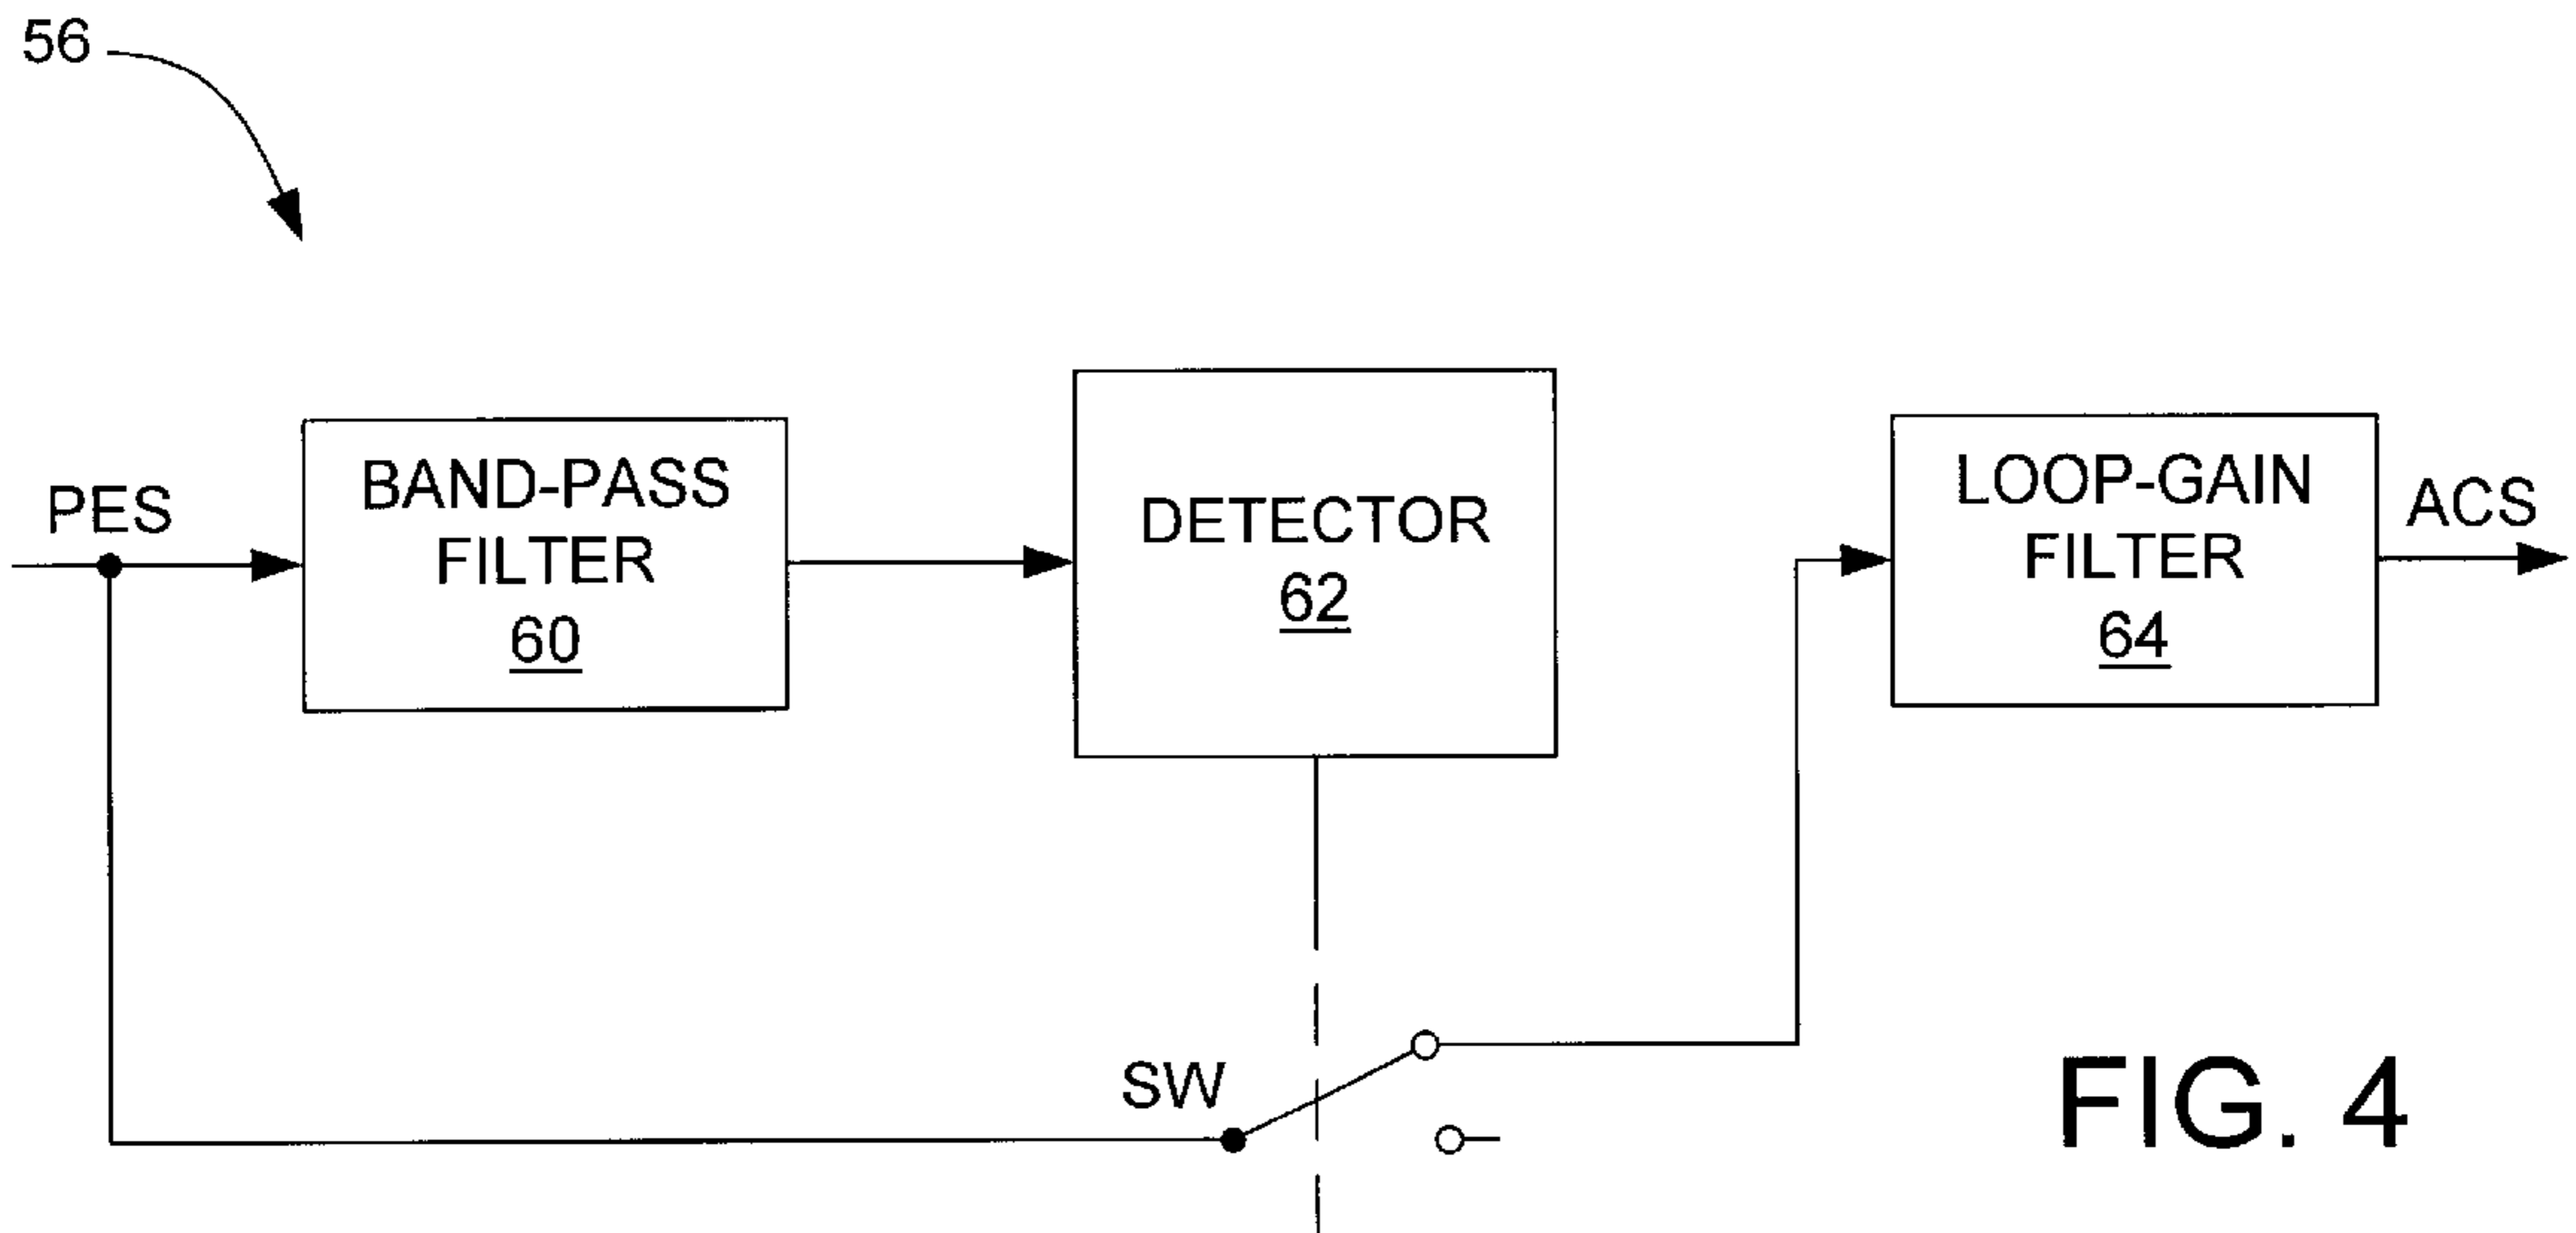 56
PES
BAND-PASS
FILTER
60
DETECTOR
62
LOOP-GAIN
FILTER
64
ACS
SW
FIG. 4